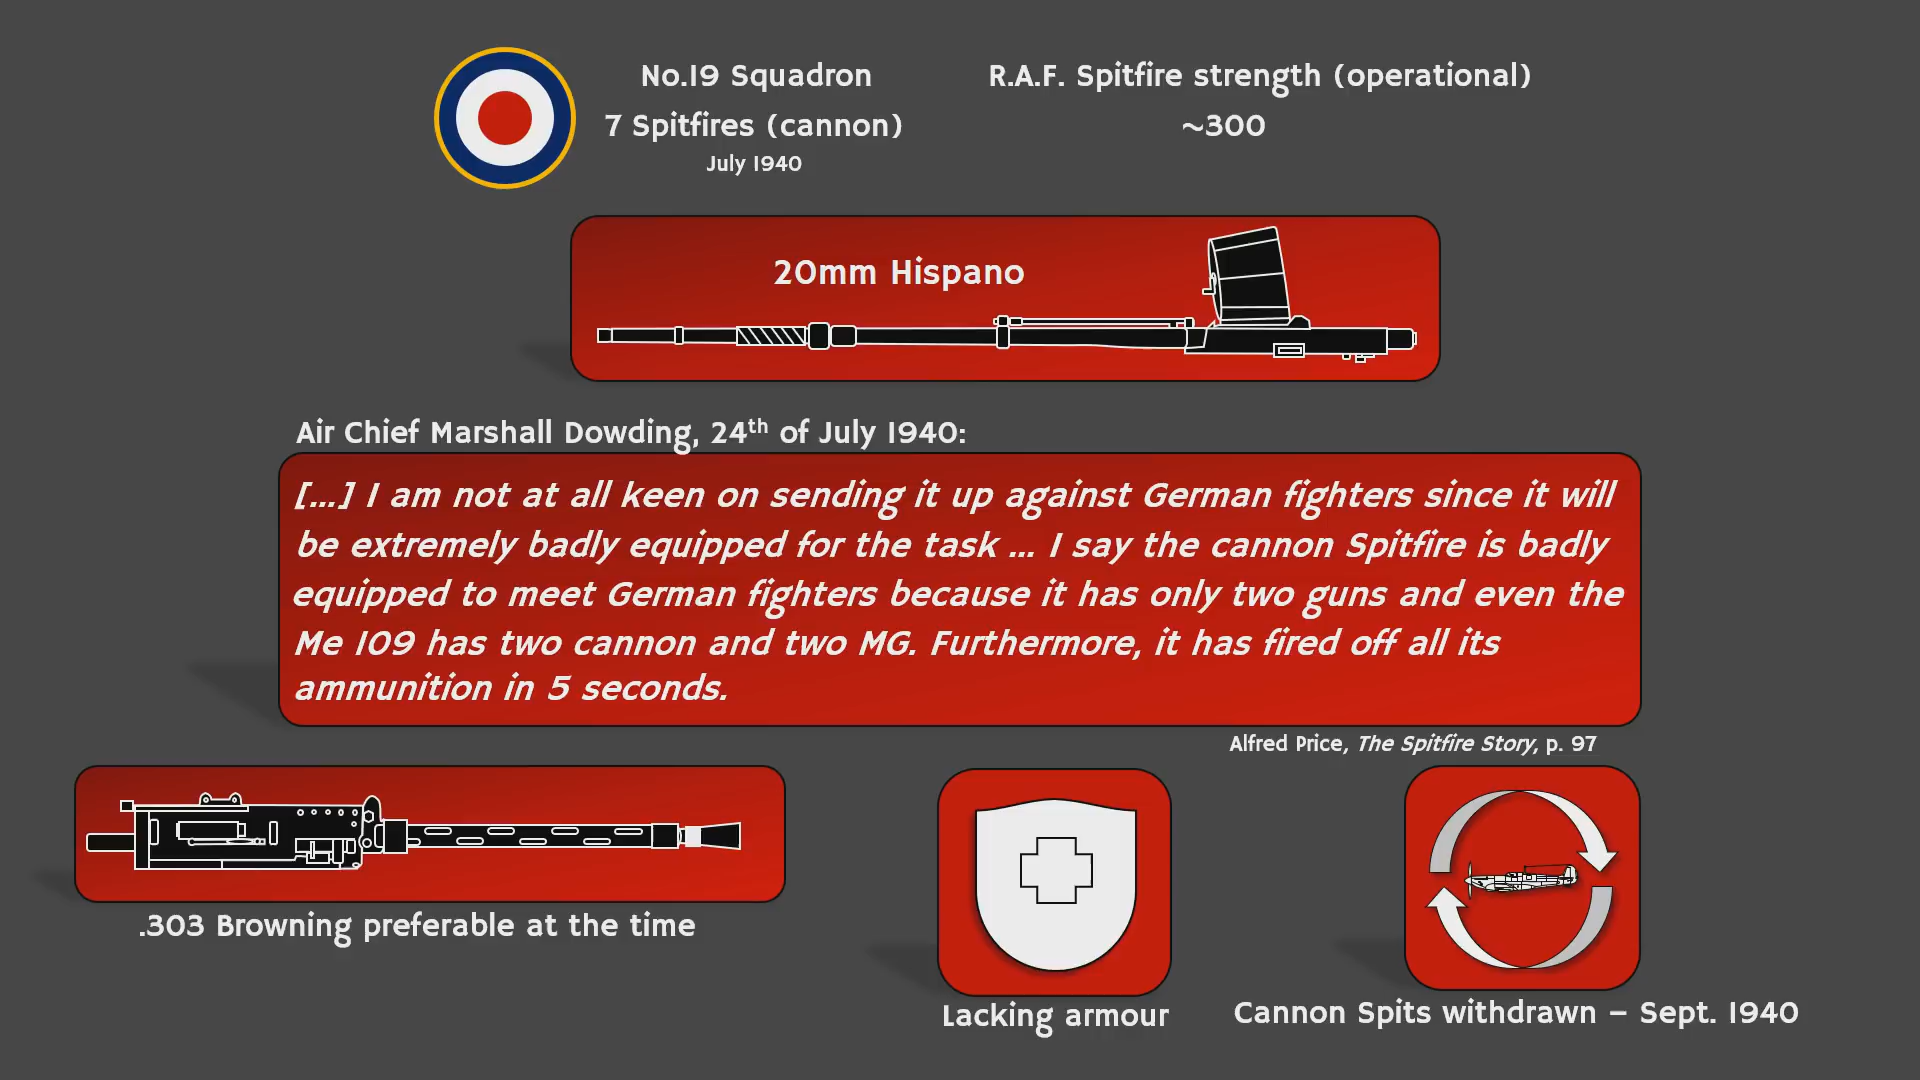 No.19 Squadron
7 Spitfires (cannon)
July 1940
R.A.F. Spitfire strength (operational)
~300
20mm Hispano
Air Chief Marshall Dowding, 24th of July 1940:
[...] I am not at all keen on sending it up against German fighters since it will
be extremely badly equipped for the task ... I say the cannon Spitfire is badly
equipped to meet German fighters because it has only two guns and even the
Me 109 has two cannon and two MG. Furthermore, it has fired off all its
ammunition in 5 seconds.
Alfred Price, The Spitfire Story, p. 97
.303 Browning preferable at the time
Lacking armour
Cannon Spits withdrawn – Sept. 1940